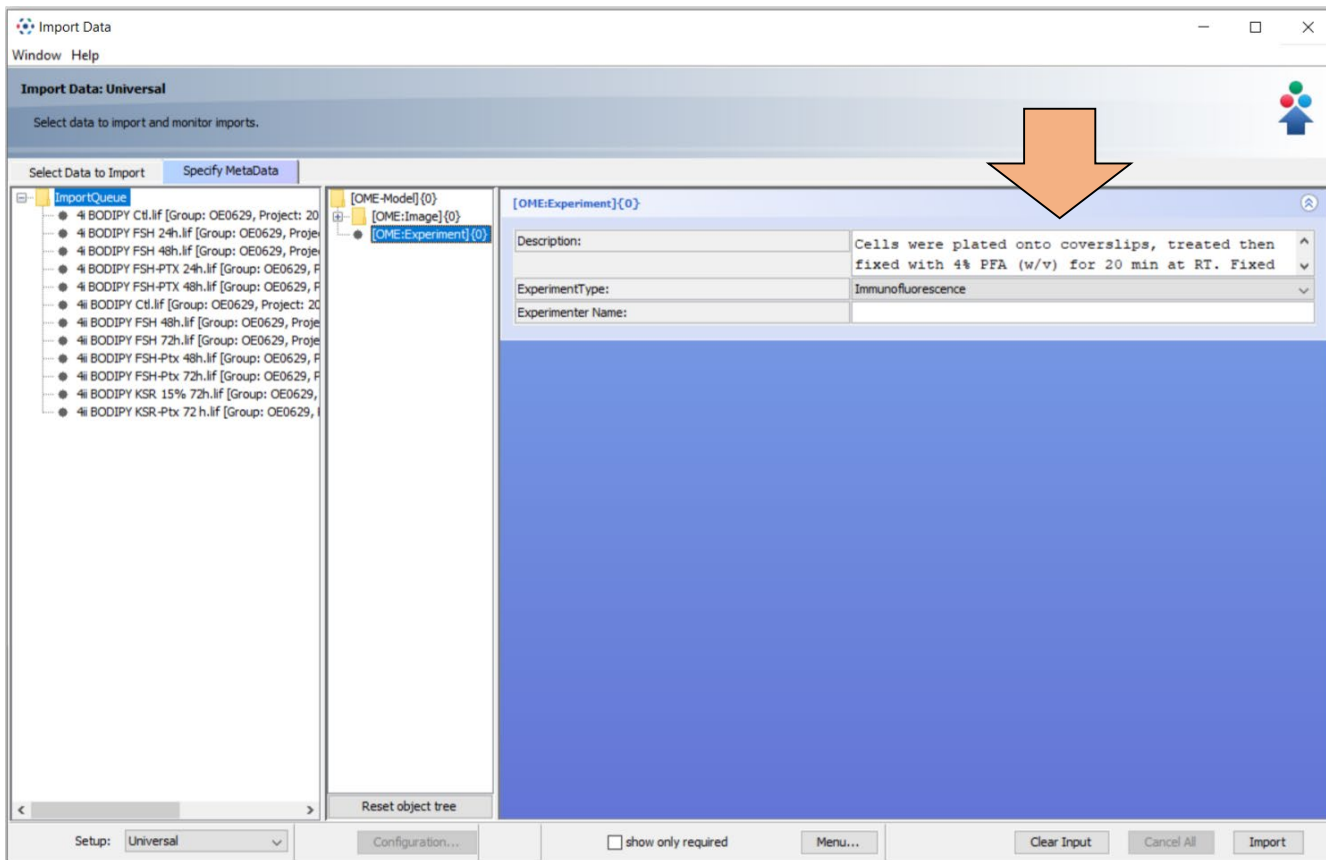 Import Data
Window Help
Import Data: Universal
Select data to import and monitor imports.
Select Data to Import Specify MetaData
ImportQueue
4i BODIPY Ctl.lif [Group: OE0629, Project: 20
4i BODIPY FSH 24h.lif [Group: OE0629, Proje
4i BODIPY FSH 48h.lif [Group: OE0629, Proje
4i BODIPY FSH-PTX 24h.lif [Group: OE0629, P
4i BODIPY FSH-PTX 48h.lif [Group: OE0629, P
4ii BODIPY Ctl.lif [Group: OE0629, Project: 20
4ii BODIPY FSH 48h.lif [Group: OE0629, Proje
4ii BODIPY FSH 72h.lif [Group: OE0629, Proje
4ii BODIPY FSH-Ptx 48h.lif [Group: OE0629, P
4ii BODIPY FSH-Ptx 72h.lif [Group: OE0629, P
4ii BODIPY KSR 15% 72h.lif [Group: OE0629,
4ii BODIPY KSR-Ptx 72 h.lif [Group: OE0629,
[OME-Model]{0}
[OME:Image]{0}
[OME:Experiment]{0}
Reset object tree
[OME:Experiment]{0}
Description:
Cells were plated onto coverslips, treated then
fixed with 4% PFA (w/v) for 20 min at RT. Fixed
ExperimentType: Immunofluorescence
Experimenter Name:
Setup: Universal Configuration... show only required Menu... Clear Input Cancel All Import